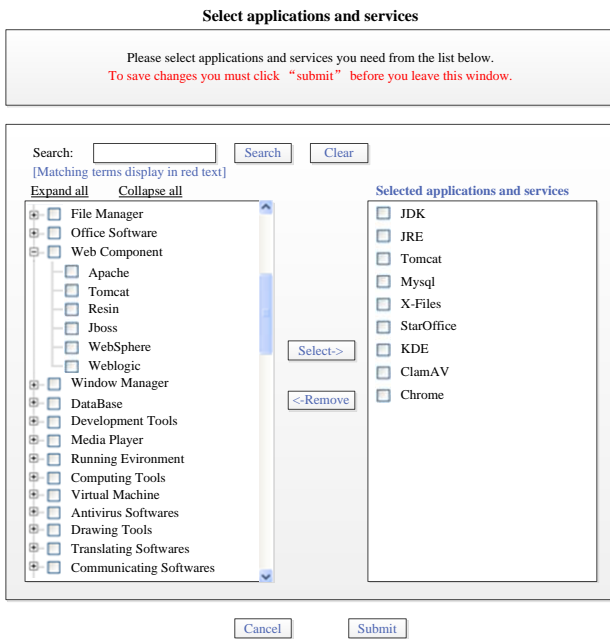 Select applications and services
Please select applications and services you need from the list below.
To save changes you must click “submit” before you leave this window.
Search:
Search
Clear
[Matching terms display in red text]
Expand all
Collapse all
File Manager
Office Software
Web Component
Apache
Tomcat
Resin
Jboss
WebSphere
Weblogic
Window Manager
DataBase
Development Tools
Media Player
Running Evironment
Computing Tools
Virtual Machine
Antivirus Softwares
Drawing Tools
Translating Softwares
Communicating Softwares
Select->
<-Remove
Selected applications and services
JDK
JRE
Tomcat
Mysql
X-Files
StarOffice
KDE
ClamAV
Chrome
Cancel
Submit